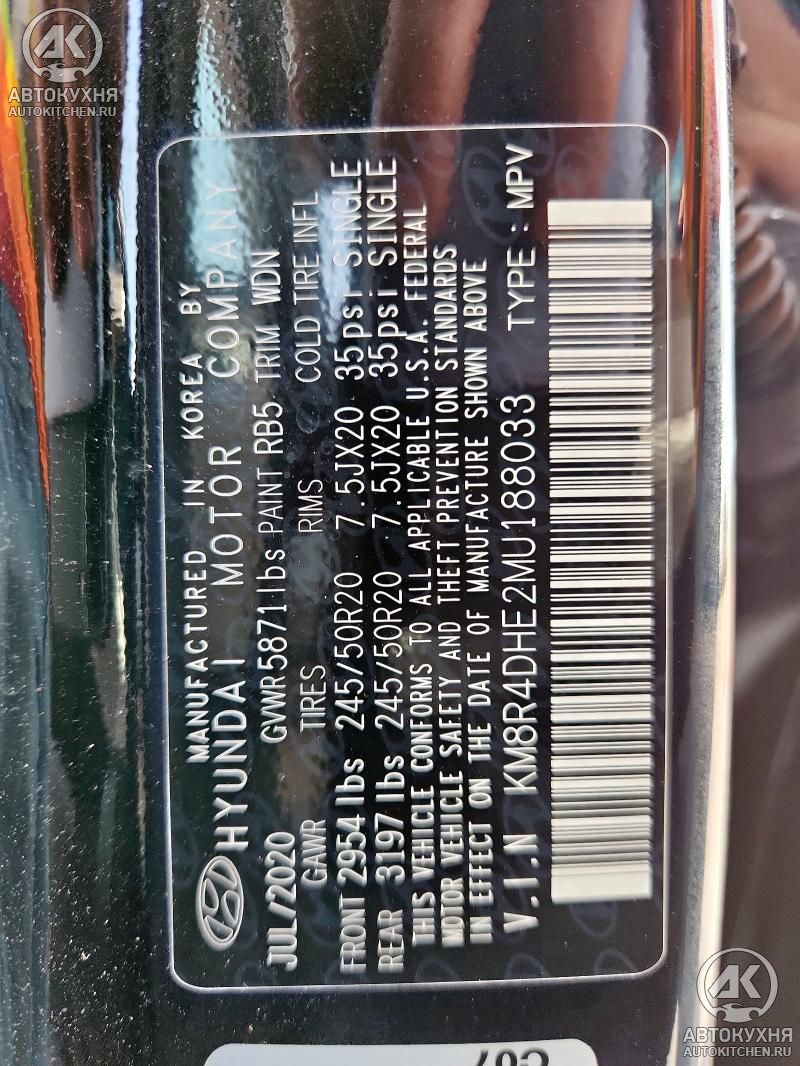 AK
АВТОКУХНЯ
AUTOKITCHEN.RU
MANUFACTURED IN KOREA BY
HYUNDAI MOTOR COMPANY
JUL/2020 GVWR 5871 lbs PAINT RB5 TRIM WDN
GAWR TIRES RIMS COLD TIRE INFL
FRONT 2954 lbs 245/50R20 7.5JX20 35psi SINGLE
REAR 3197 lbs 245/50R20 7.5JX20 35psi SINGLE
THIS VEHICLE CONFORMS TO ALL APPLICABLE U.S.A. FEDERAL
MOTOR VEHICLE SAFETY AND THEFT PREVENTION STANDARDS
IN EFFECT ON THE DATE OF MANUFACTURE SHOWN ABOVE
V.I.N KM8R4DHE2MU188033 TYPE : MPV
AK
АВТОКУХНЯ
AUTOKITCHEN.RU